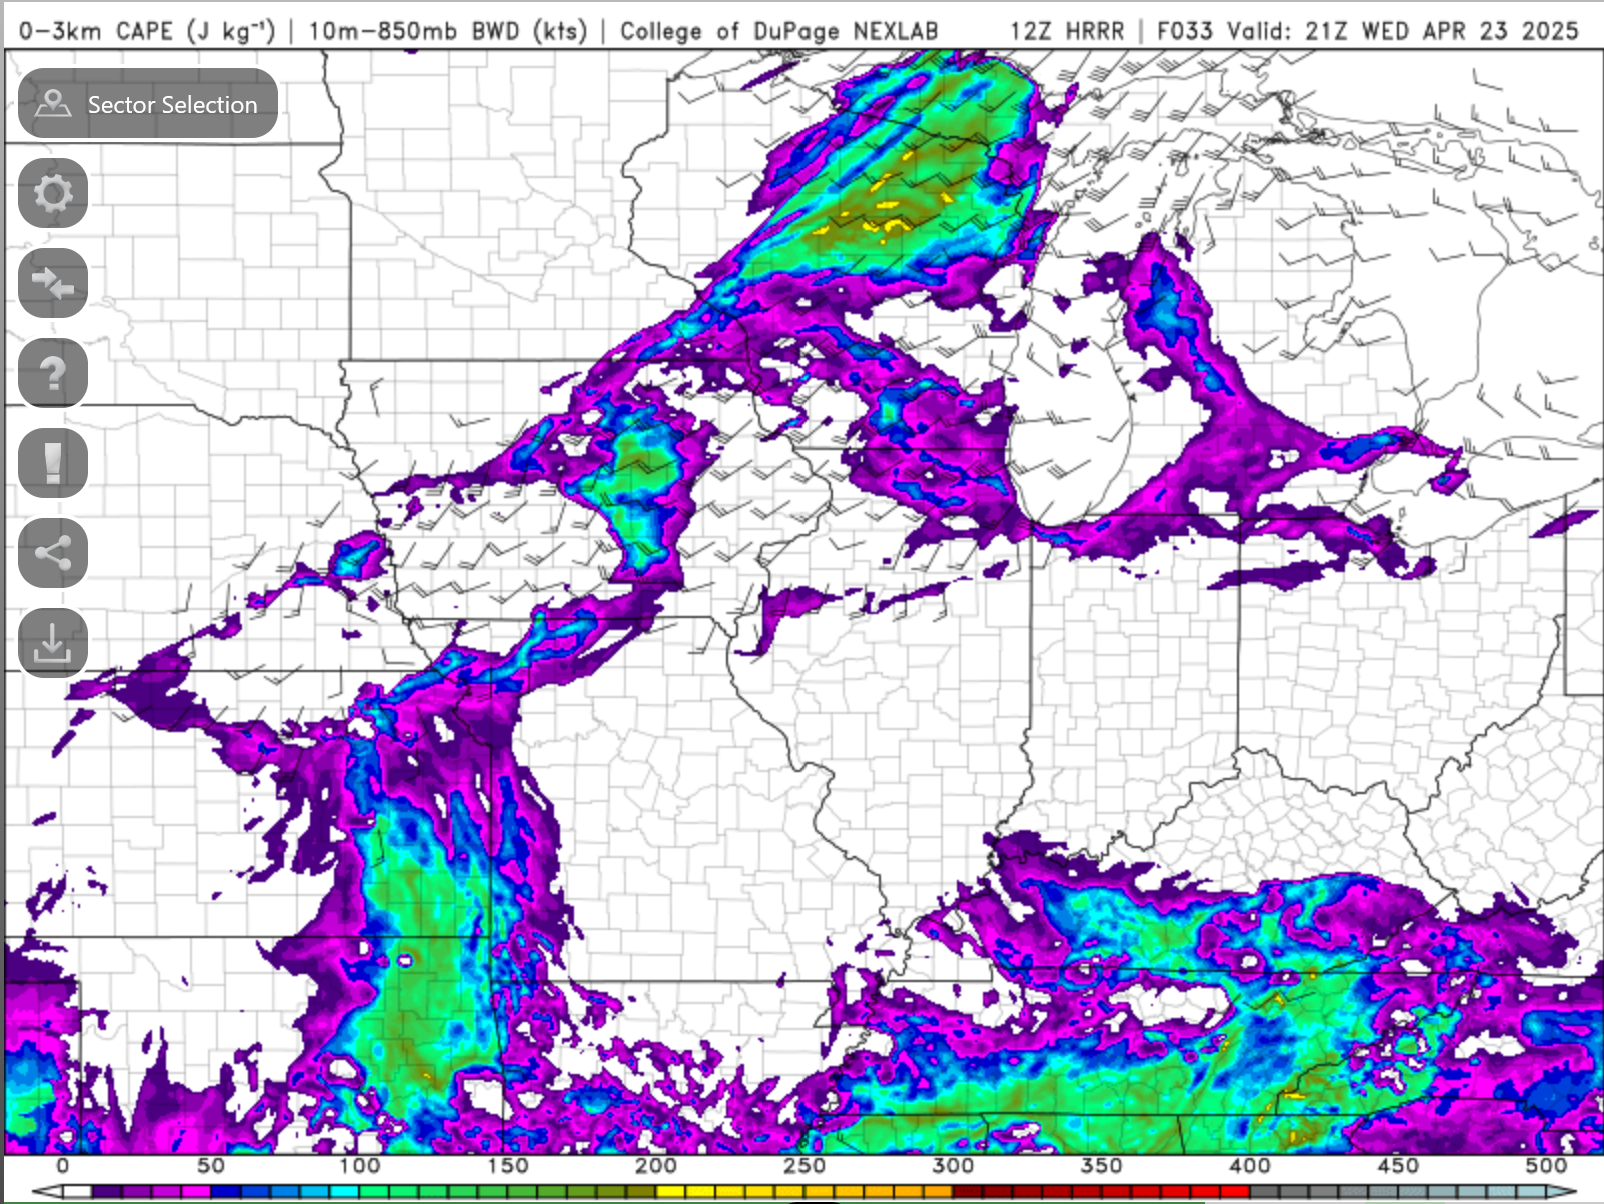 0-3km CAPE (J kg⁻¹) | 10m-850mb BWD (kts) | College of DuPage NEXLAB 12Z HRRR | F033 Valid: 21Z WED APR 23 2025
Sector Selection
?
!
0 50 100 150 200 250 300 350 400 450 500